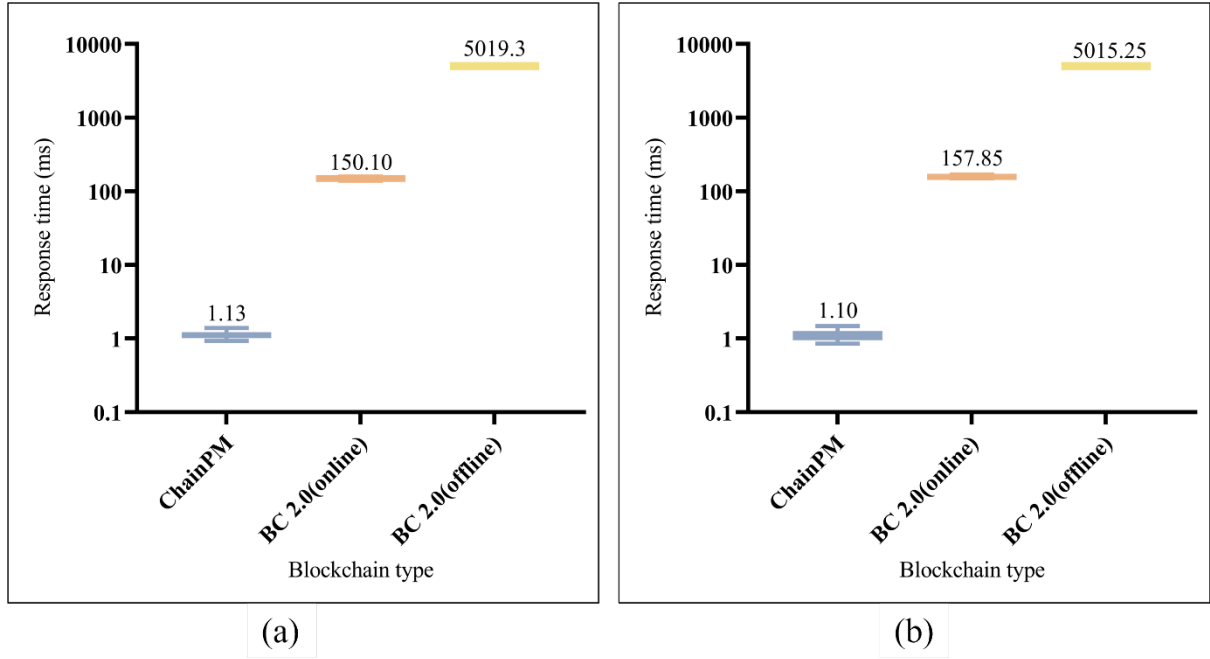 10000
1000
100
10
1
0.1
Response time (ms)
1.13
150.10
5019.3
ChainPM
BC 2.0(online)
BC 2.0(offline)
Blockchain type
(a)
10000
1000
100
10
1
0.1
Response time (ms)
1.10
157.85
5015.25
ChainPM
BC 2.0(online)
BC 2.0(offline)
Blockchain type
(b)